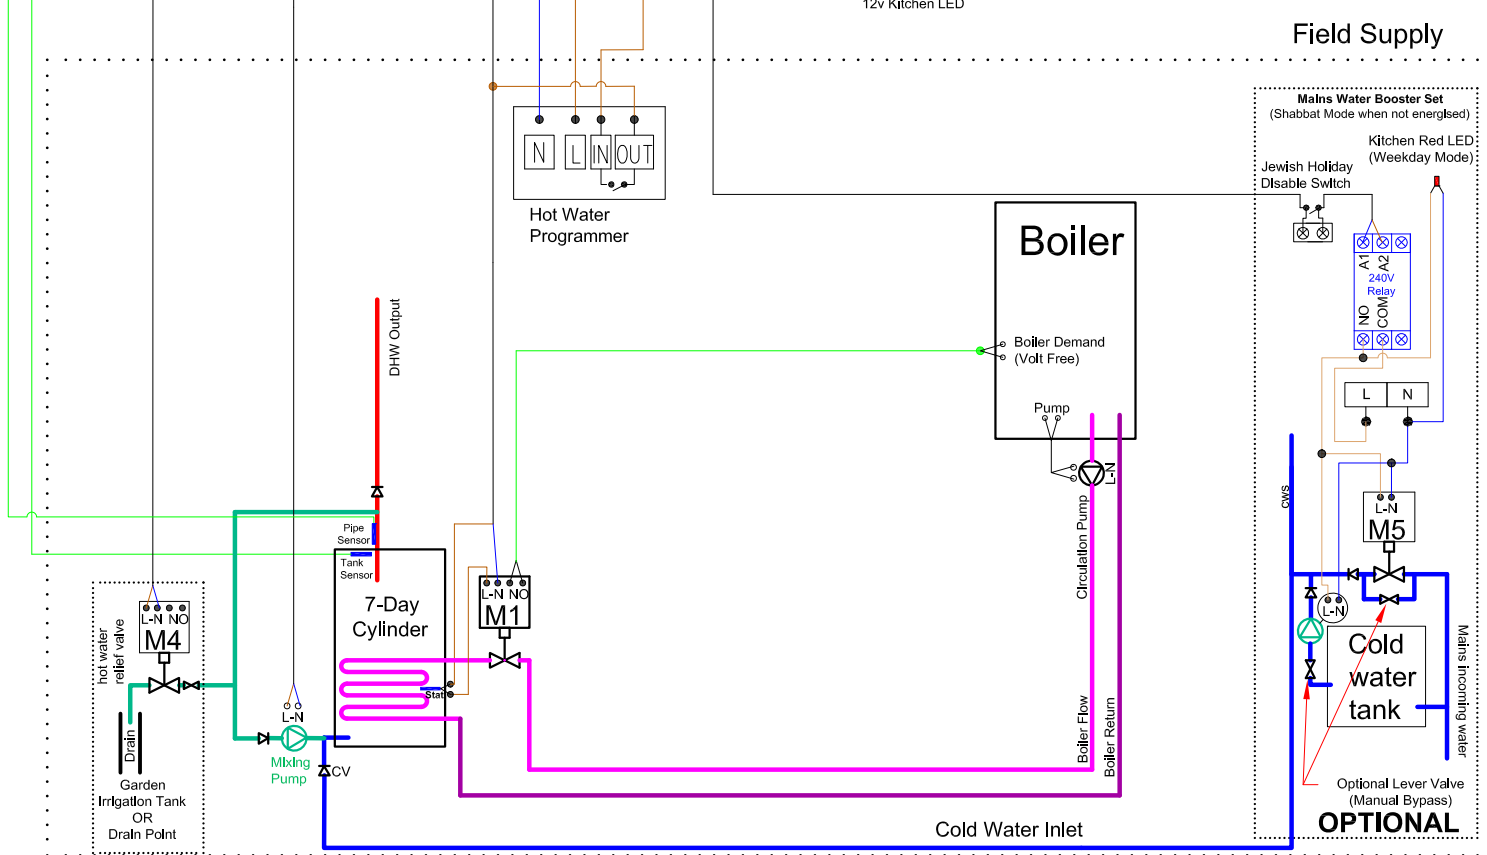 12v Kitchen LED
Field Supply
Mains Water Booster Set
(Shabbat Mode when not energised)
Kitchen Red LED
(Weekday Mode)
Jewish Holiday
Disable Switch
N
L
IN
OUT
Hot Water
Programmer
Boiler
A1
A2
240V
Relay
NO
COM
DHW Output
Boiler Demand
(Volt Free)
Pump
L-N
Circulation Pump
L
N
cws
L-N
M5
Pipe
Sensor
Tank
Sensor
7-Day
Cylinder
L-N NO
M1
L-N NO
M4
hot water
relief valve
Stat
L-N
L-N
Cold
water
tank
Mains incoming water
Drain
Mixing
Pump
CV
Boiler Flow
Boiler Return
Garden
Irrigation Tank
OR
Drain Point
Optional Lever Valve
(Manual Bypass)
OPTIONAL
Cold Water Inlet